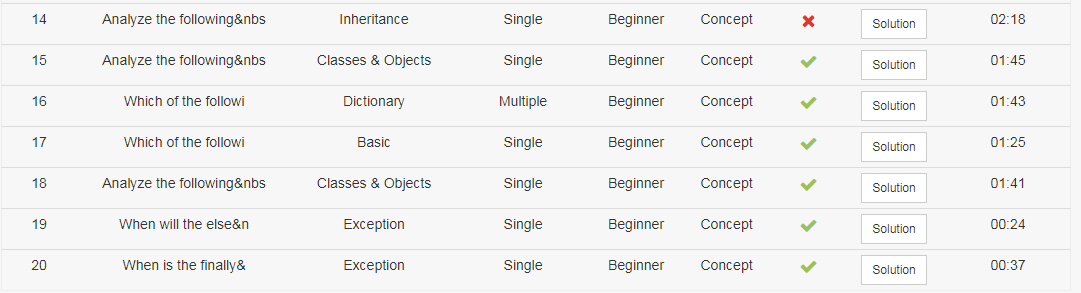 14 Analyze the following&nbs Inheritance Single Beginner Concept Solution 02:18
15 Analyze the following&nbs Classes & Objects Single Beginner Concept Solution 01:45
16 Which of the followi Dictionary Multiple Beginner Concept Solution 01:43
17 Which of the followi Basic Single Beginner Concept Solution 01:25
18 Analyze the following&nbs Classes & Objects Single Beginner Concept Solution 01:41
19 When will the else&n Exception Single Beginner Concept Solution 00:24
20 When is the finally& Exception Single Beginner Concept Solution 00:37